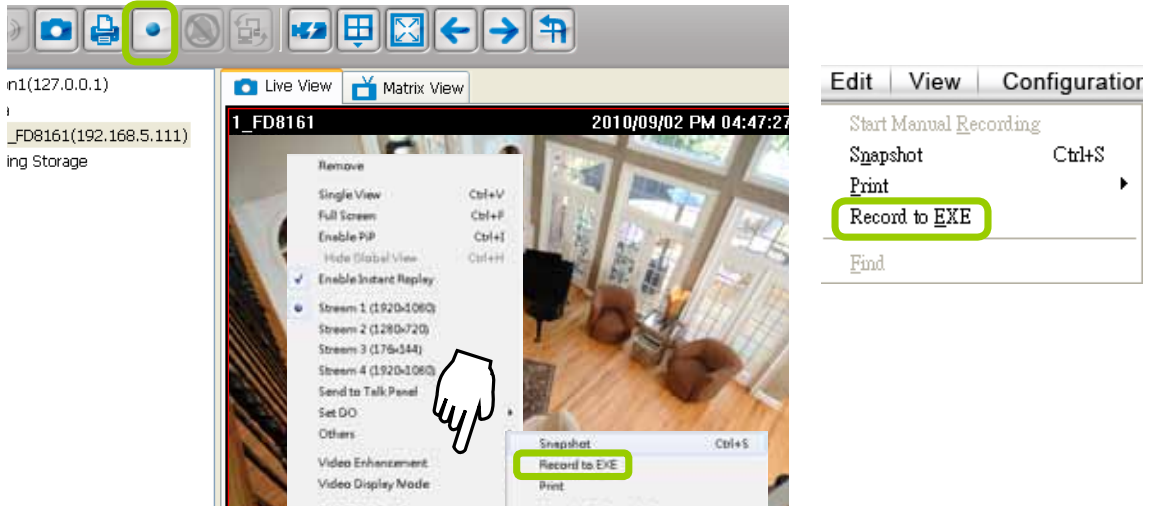 n1(127.0.0.1)
_FD8161(192.168.5.111)
ing Storage
Live View
Matrix View
1_FD8161
2010/09/02 PM 04:47:27
Remove
Single View Ctrl+V
Full Screen Ctrl+F
Enable PiP Ctrl+I
Hide Global View Ctrl+H
Enable Instant Replay
Stream 1 (1920x1080)
Stream 2 (1280x720)
Stream 3 (176x144)
Stream 4 (1920x1080)
Send to Talk Panel
Set DO
Others
Video Enhancement
Video Display Mode
Snapshot Ctrl+S
Record to EXE
Print
Edit View Configuration
Start Manual Recording
Snapshot Ctrl+S
Print
Record to EXE
Find